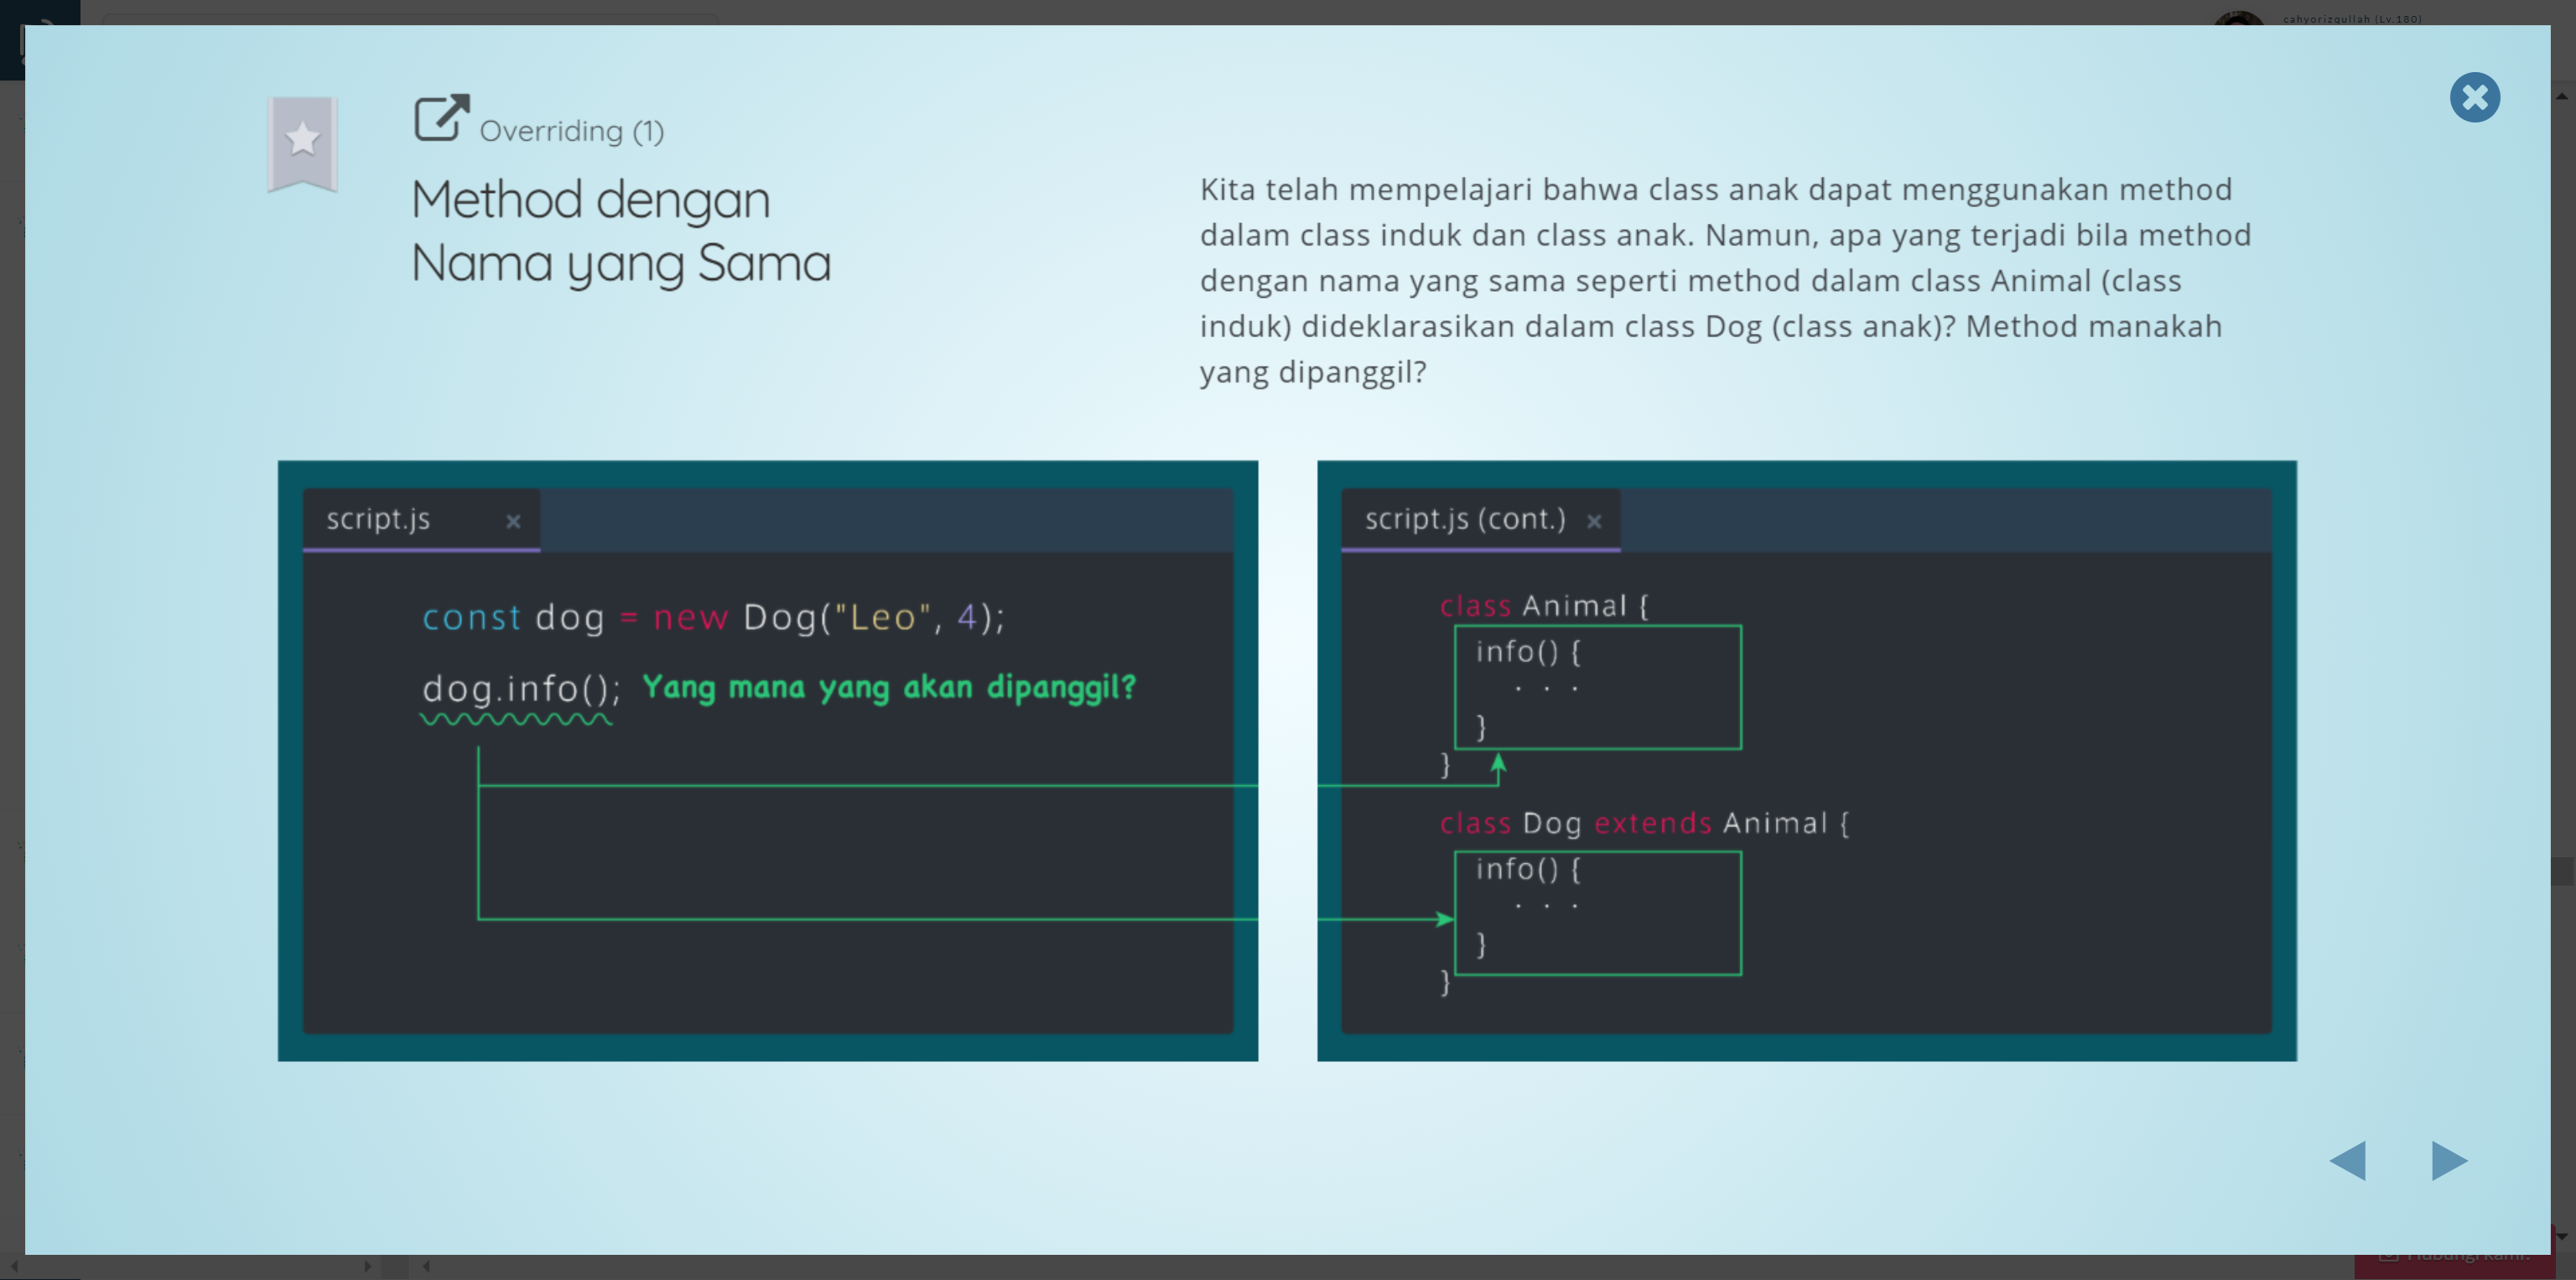 cahyorizqullah (Lv.180)
Overriding (1)
Method dengan
Nama yang Sama
Kita telah mempelajari bahwa class anak dapat menggunakan method
dalam class induk dan class anak. Namun, apa yang terjadi bila method
dengan nama yang sama seperti method dalam class Animal (class
induk) dideklarasikan dalam class Dog (class anak)? Method manakah
yang dipanggil?
script.js ×
const dog = new Dog("Leo", 4);
dog.info(); Yang mana yang akan dipanggil?
script.js (cont.) ×
class Animal {
info() {
. . .
}
}
class Dog extends Animal {
info() {
. . .
}
}